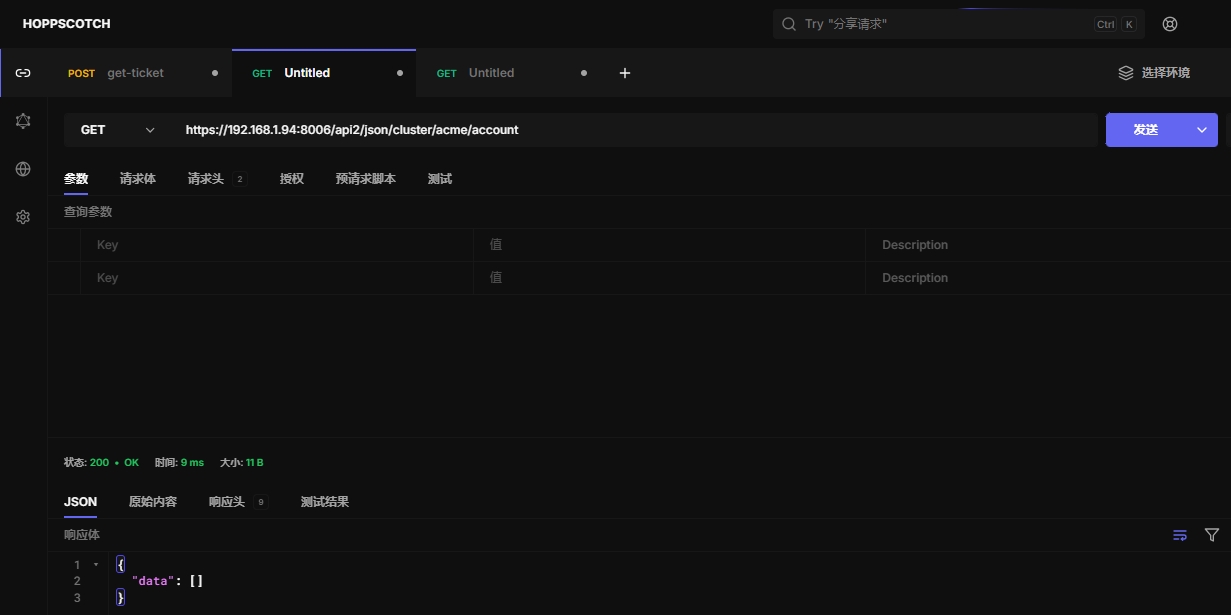 HOPPSCOTCH
Try "分享请求" Ctrl K
POST get-ticket GET Untitled GET Untitled 选择环境
GET https://192.168.1.94:8006/api2/json/cluster/acme/account 发送
参数 请求体 请求头 2 授权 预请求脚本 测试
查询参数
Key 值 Description
Key 值 Description
状态: 200 • OK 时间: 9 ms 大小: 11 B
JSON 原始内容 响应头 9 测试结果
响应体
1 {
2 "data": []
3 }